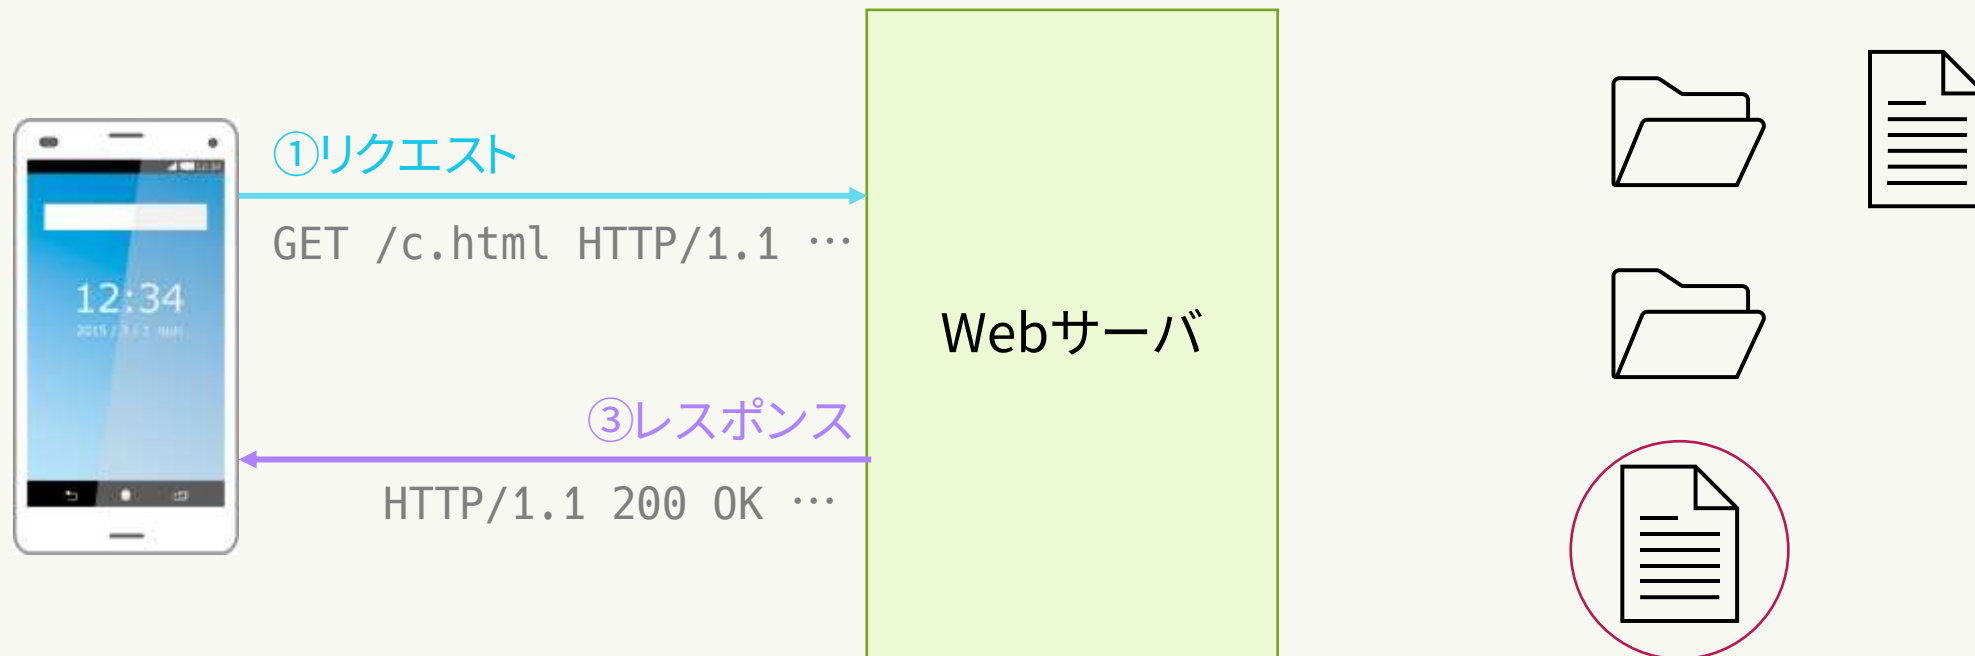 ①リクエスト
GET /c.html HTTP/1.1 …
12:34
Webサーバ
③レスポンス
HTTP/1.1 200 OK …